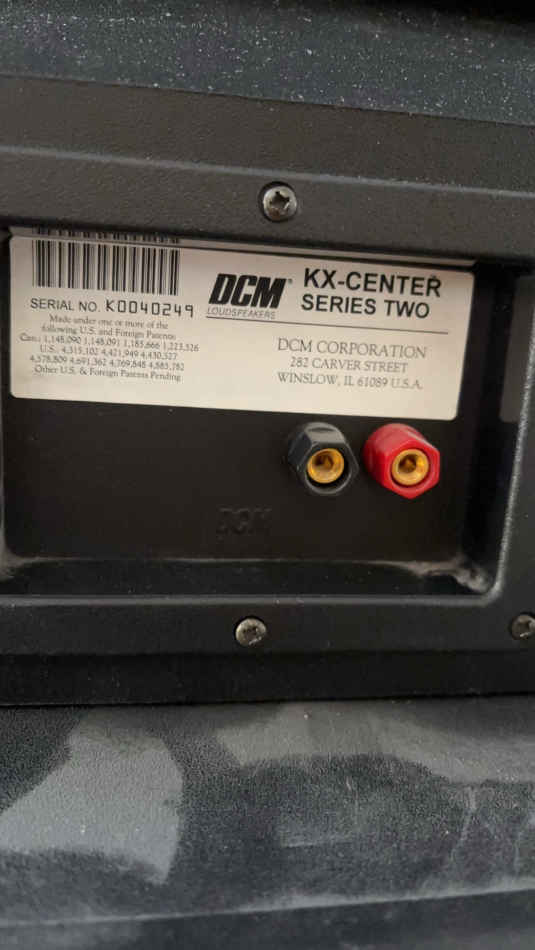 SERIAL NO. K0040249
Made under one or more of the
following U.S. and Foreign Patents:
Can.: 1,148,090 1,148,091 1,185,666 1,223,526
U.S.: 4,315,102 4,421,949 4,430,527
4,578,809 4,691,362 4,769,848 4,885,782
Other U.S. & Foreign Patents Pending
DCM®
LOUDSPEAKERS
KX-CENTER
SERIES TWO
DCM CORPORATION
282 CARVER STREET
WINSLOW, IL 61089 U.S.A.
DCM